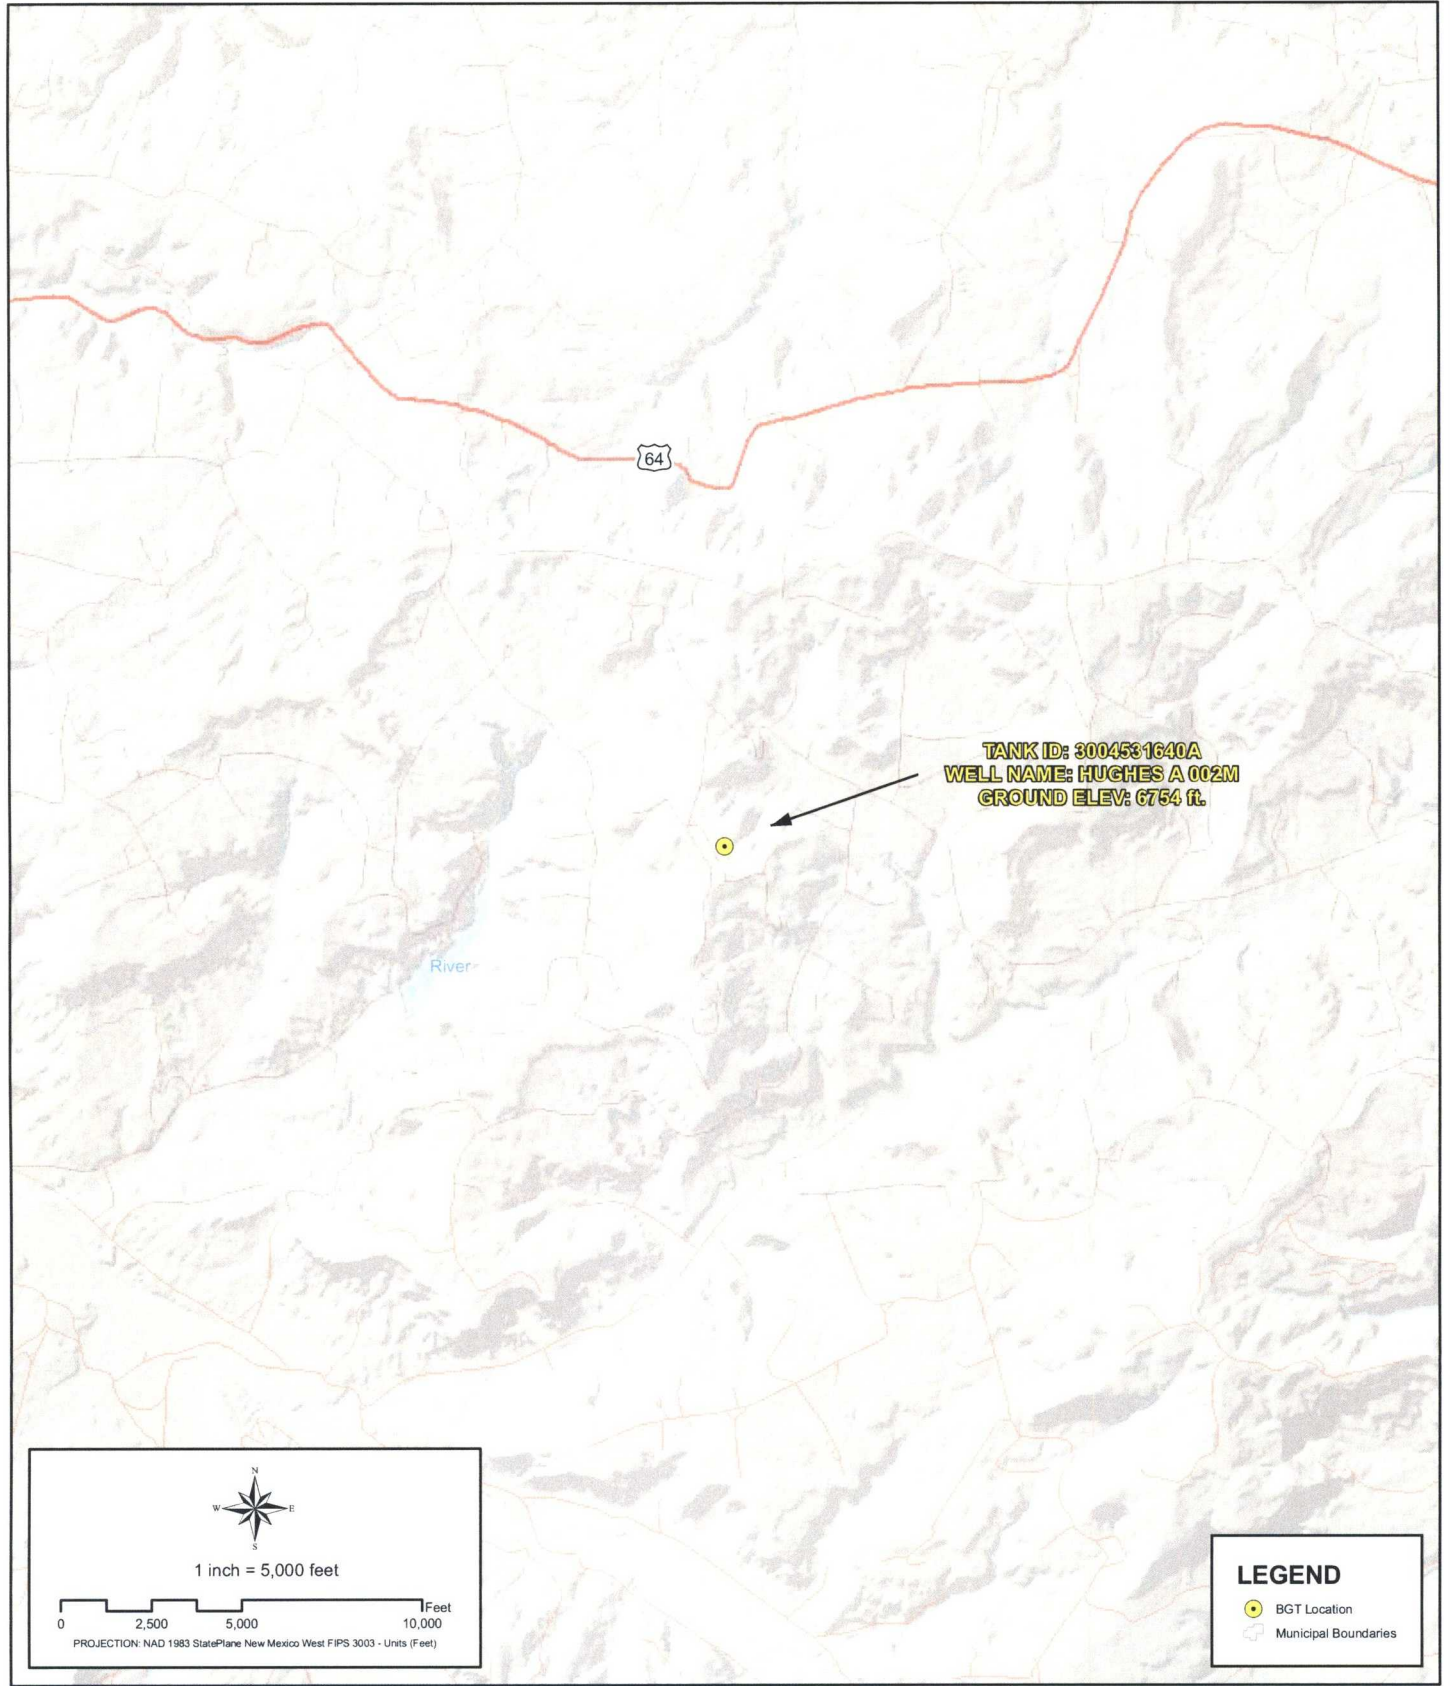 64
TANK ID: 3004531640A
WELL NAME: HUGHES A 002M
GROUND ELEV: 6754 ft.
River
N
W E
S
1 inch = 5,000 feet
Feet
0 2,500 5,000 10,000
PROJECTION: NAD 1983 StatePlane New Mexico West FIPS 3003 - Units (Feet)
LEGEND
BGT Location
Municipal Boundaries